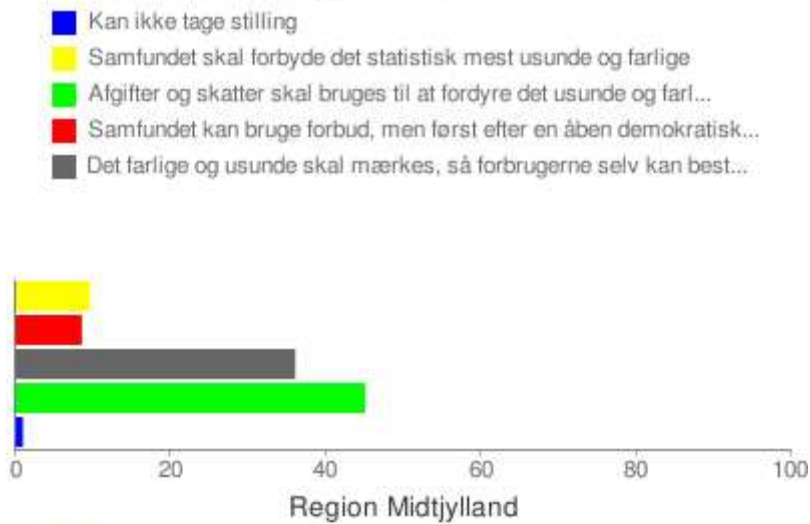 Kan ikke tage stilling
Samfundet skal forbyde det statistisk mest usunde og farlige
Afgifter og skatter skal bruges til at fordyre det usunde og farl...
Samfundet kan bruge forbud, men først efter en åben demokratisk...
Det farlige og usunde skal mærkes, så forbrugerne selv kan best...
0 20 40 60 80 100
Region Midtjylland